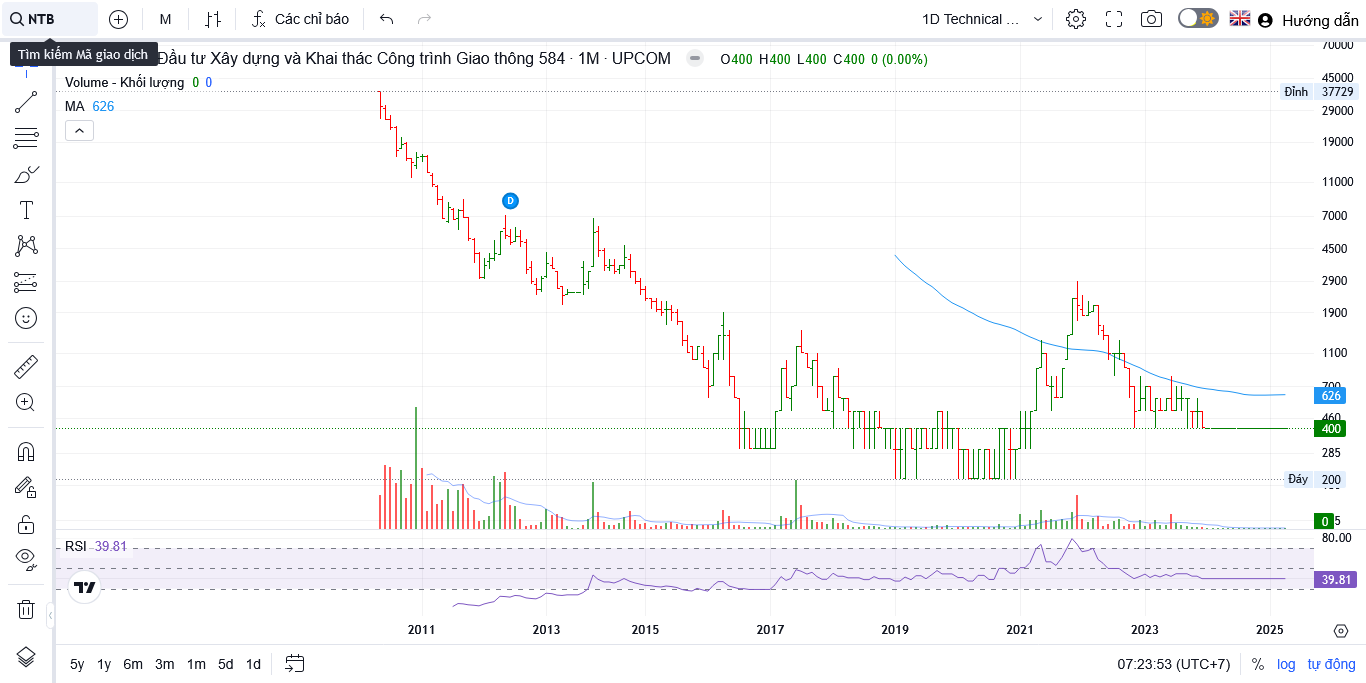 NTB
M
Các chỉ báo
1D Technical ...
Hướng dẫn
Tìm kiếm Mã giao dịch
Đầu tư Xây dựng và Khai thác Công trình Giao thông 584 · 1M · UPCOM
O400 H400 L400 C400 0 (0.00%)
Volume - Khối lượng 0 0
MA 626
D
70000
45000
Đỉnh 37729
29000
19000
11000
7000
4500
2900
1900
1100
700
626
460
400
285
Đáy 200
0
5
RSI 39.81
80.00
39.81
2011
2013
2015
2017
2019
2021
2023
2025
5y 1y 6m 3m 1m 5d 1d
07:23:53 (UTC+7)
% log tự động